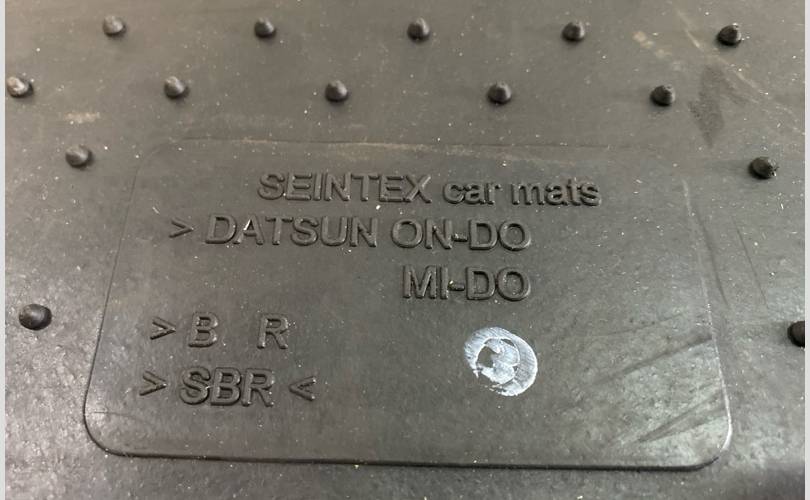 SEINTEX car mats
> DATSUN ON-DO
MI-DO
> B R
> SBR <